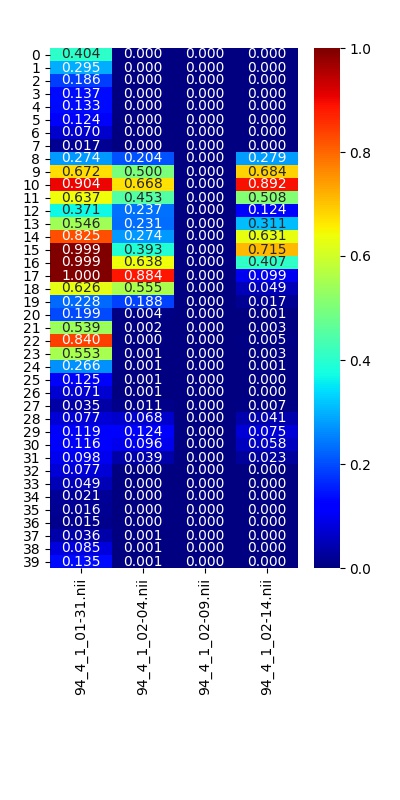 0 0.404 0.000 0.000 0.000 1.0
1 0.295 0.000 0.000 0.000
2 0.186 0.000 0.000 0.000
3 0.137 0.000 0.000 0.000
4 0.133 0.000 0.000 0.000
5 0.124 0.000 0.000 0.000
6 0.070 0.000 0.000 0.000
7 0.017 0.000 0.000 0.000
8 0.274 0.204 0.000 0.279 0.8
9 0.672 0.500 0.000 0.684
10 0.904 0.668 0.000 0.892
11 0.637 0.453 0.000 0.508
12 0.371 0.237 0.000 0.124
13 0.546 0.231 0.000 0.311
14 0.825 0.274 0.000 0.631
15 0.999 0.393 0.000 0.715
16 0.999 0.638 0.000 0.407 0.6
17 1.000 0.884 0.000 0.099
18 0.626 0.555 0.000 0.049
19 0.228 0.188 0.000 0.017
20 0.199 0.004 0.000 0.001
21 0.539 0.002 0.000 0.003
22 0.840 0.000 0.000 0.005
23 0.553 0.001 0.000 0.003
24 0.266 0.001 0.000 0.001 0.4
25 0.125 0.001 0.000 0.000
26 0.071 0.001 0.000 0.000
27 0.035 0.011 0.000 0.007
28 0.077 0.068 0.000 0.041
29 0.119 0.124 0.000 0.075
30 0.116 0.096 0.000 0.058
31 0.098 0.039 0.000 0.023
32 0.077 0.000 0.000 0.000 0.2
33 0.049 0.000 0.000 0.000
34 0.021 0.000 0.000 0.000
35 0.016 0.000 0.000 0.000
36 0.015 0.000 0.000 0.000
37 0.036 0.001 0.000 0.000
38 0.085 0.001 0.000 0.000
39 0.135 0.001 0.000 0.000 0.0
94_4_1_01-31.nii
94_4_1_02-04.nii
94_4_1_02-09.nii
94_4_1_02-14.nii